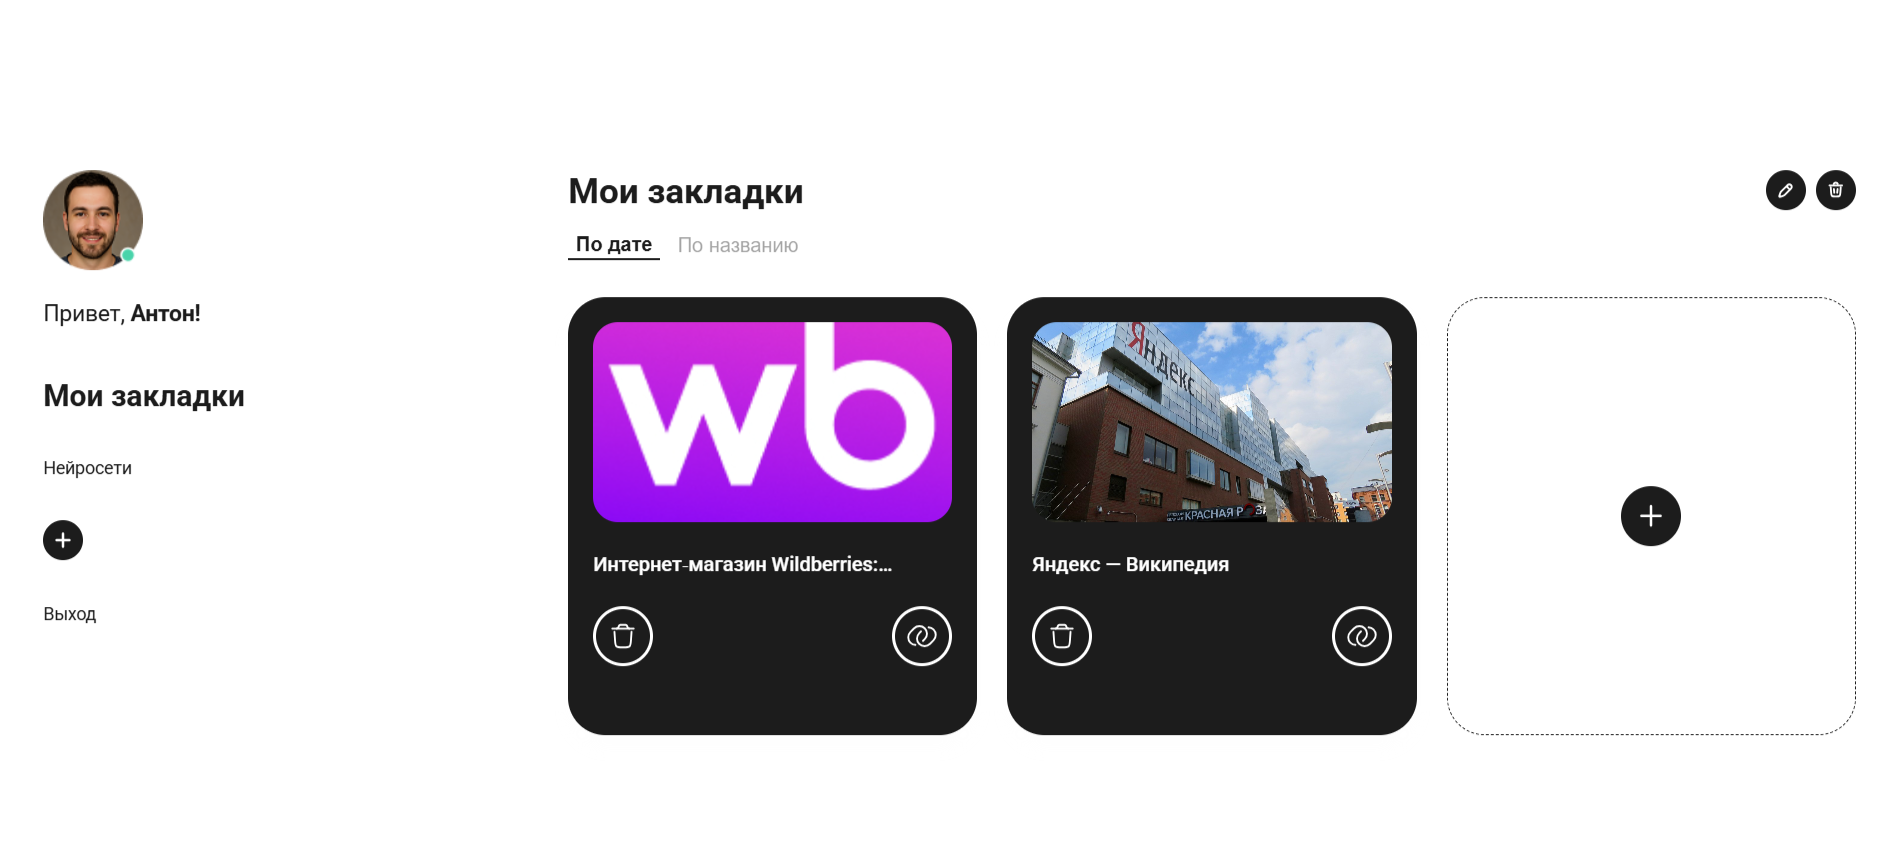 Привет, Антон!
Мои закладки
Нейросети
Выход
Мои закладки
По дате
По названию
wb
Интернет-магазин Wildberries:...
Яндекс
КРАСНАЯ
Яндекс — Википедия